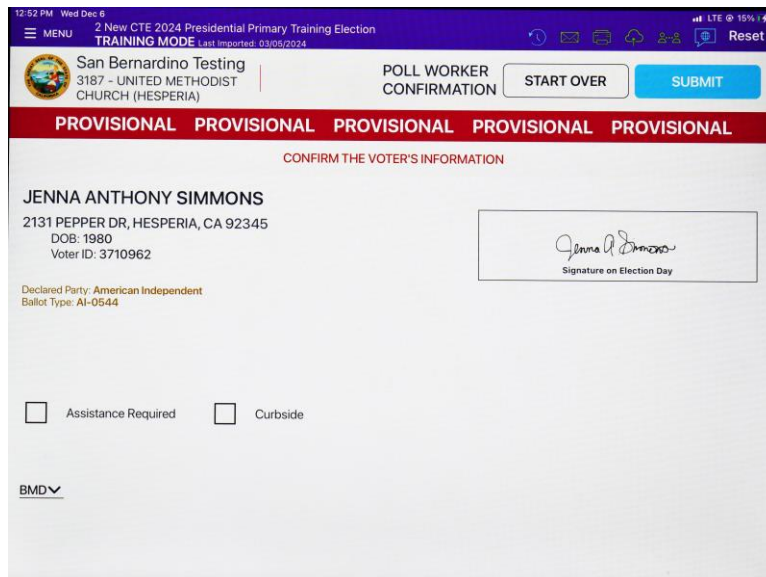 12:52 PM Wed Dec 6
LTE 15%
MENU
2 New CTE 2024 Presidential Primary Training Election
TRAINING MODE Last Imported: 03/05/2024
Reset
San Bernardino Testing
3187 - UNITED METHODIST
CHURCH (HESPERIA)
POLL WORKER
CONFIRMATION
START OVER
SUBMIT
PROVISIONAL PROVISIONAL PROVISIONAL PROVISIONAL PROVISIONAL
CONFIRM THE VOTER'S INFORMATION
JENNA ANTHONY SIMMONS
2131 PEPPER DR, HESPERIA, CA 92345
DOB: 1980
Voter ID: 3710962
Jenna A Simmons
Signature on Election Day
Declared Party: American Independent
Ballot Type: AI-0544
Assistance Required
Curbside
BMD